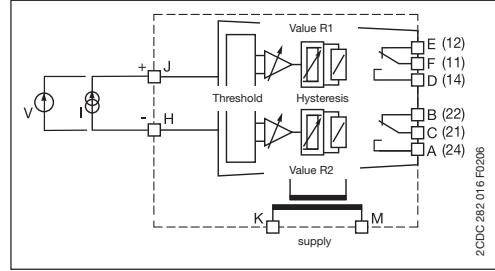 Value R1
E (12)
F (11)
D (14)
+ J
V
I
Threshold
Hysteresis
- H
B (22)
C (21)
A (24)
Value R2
K
M
supply
2CDC 282 016 F0206